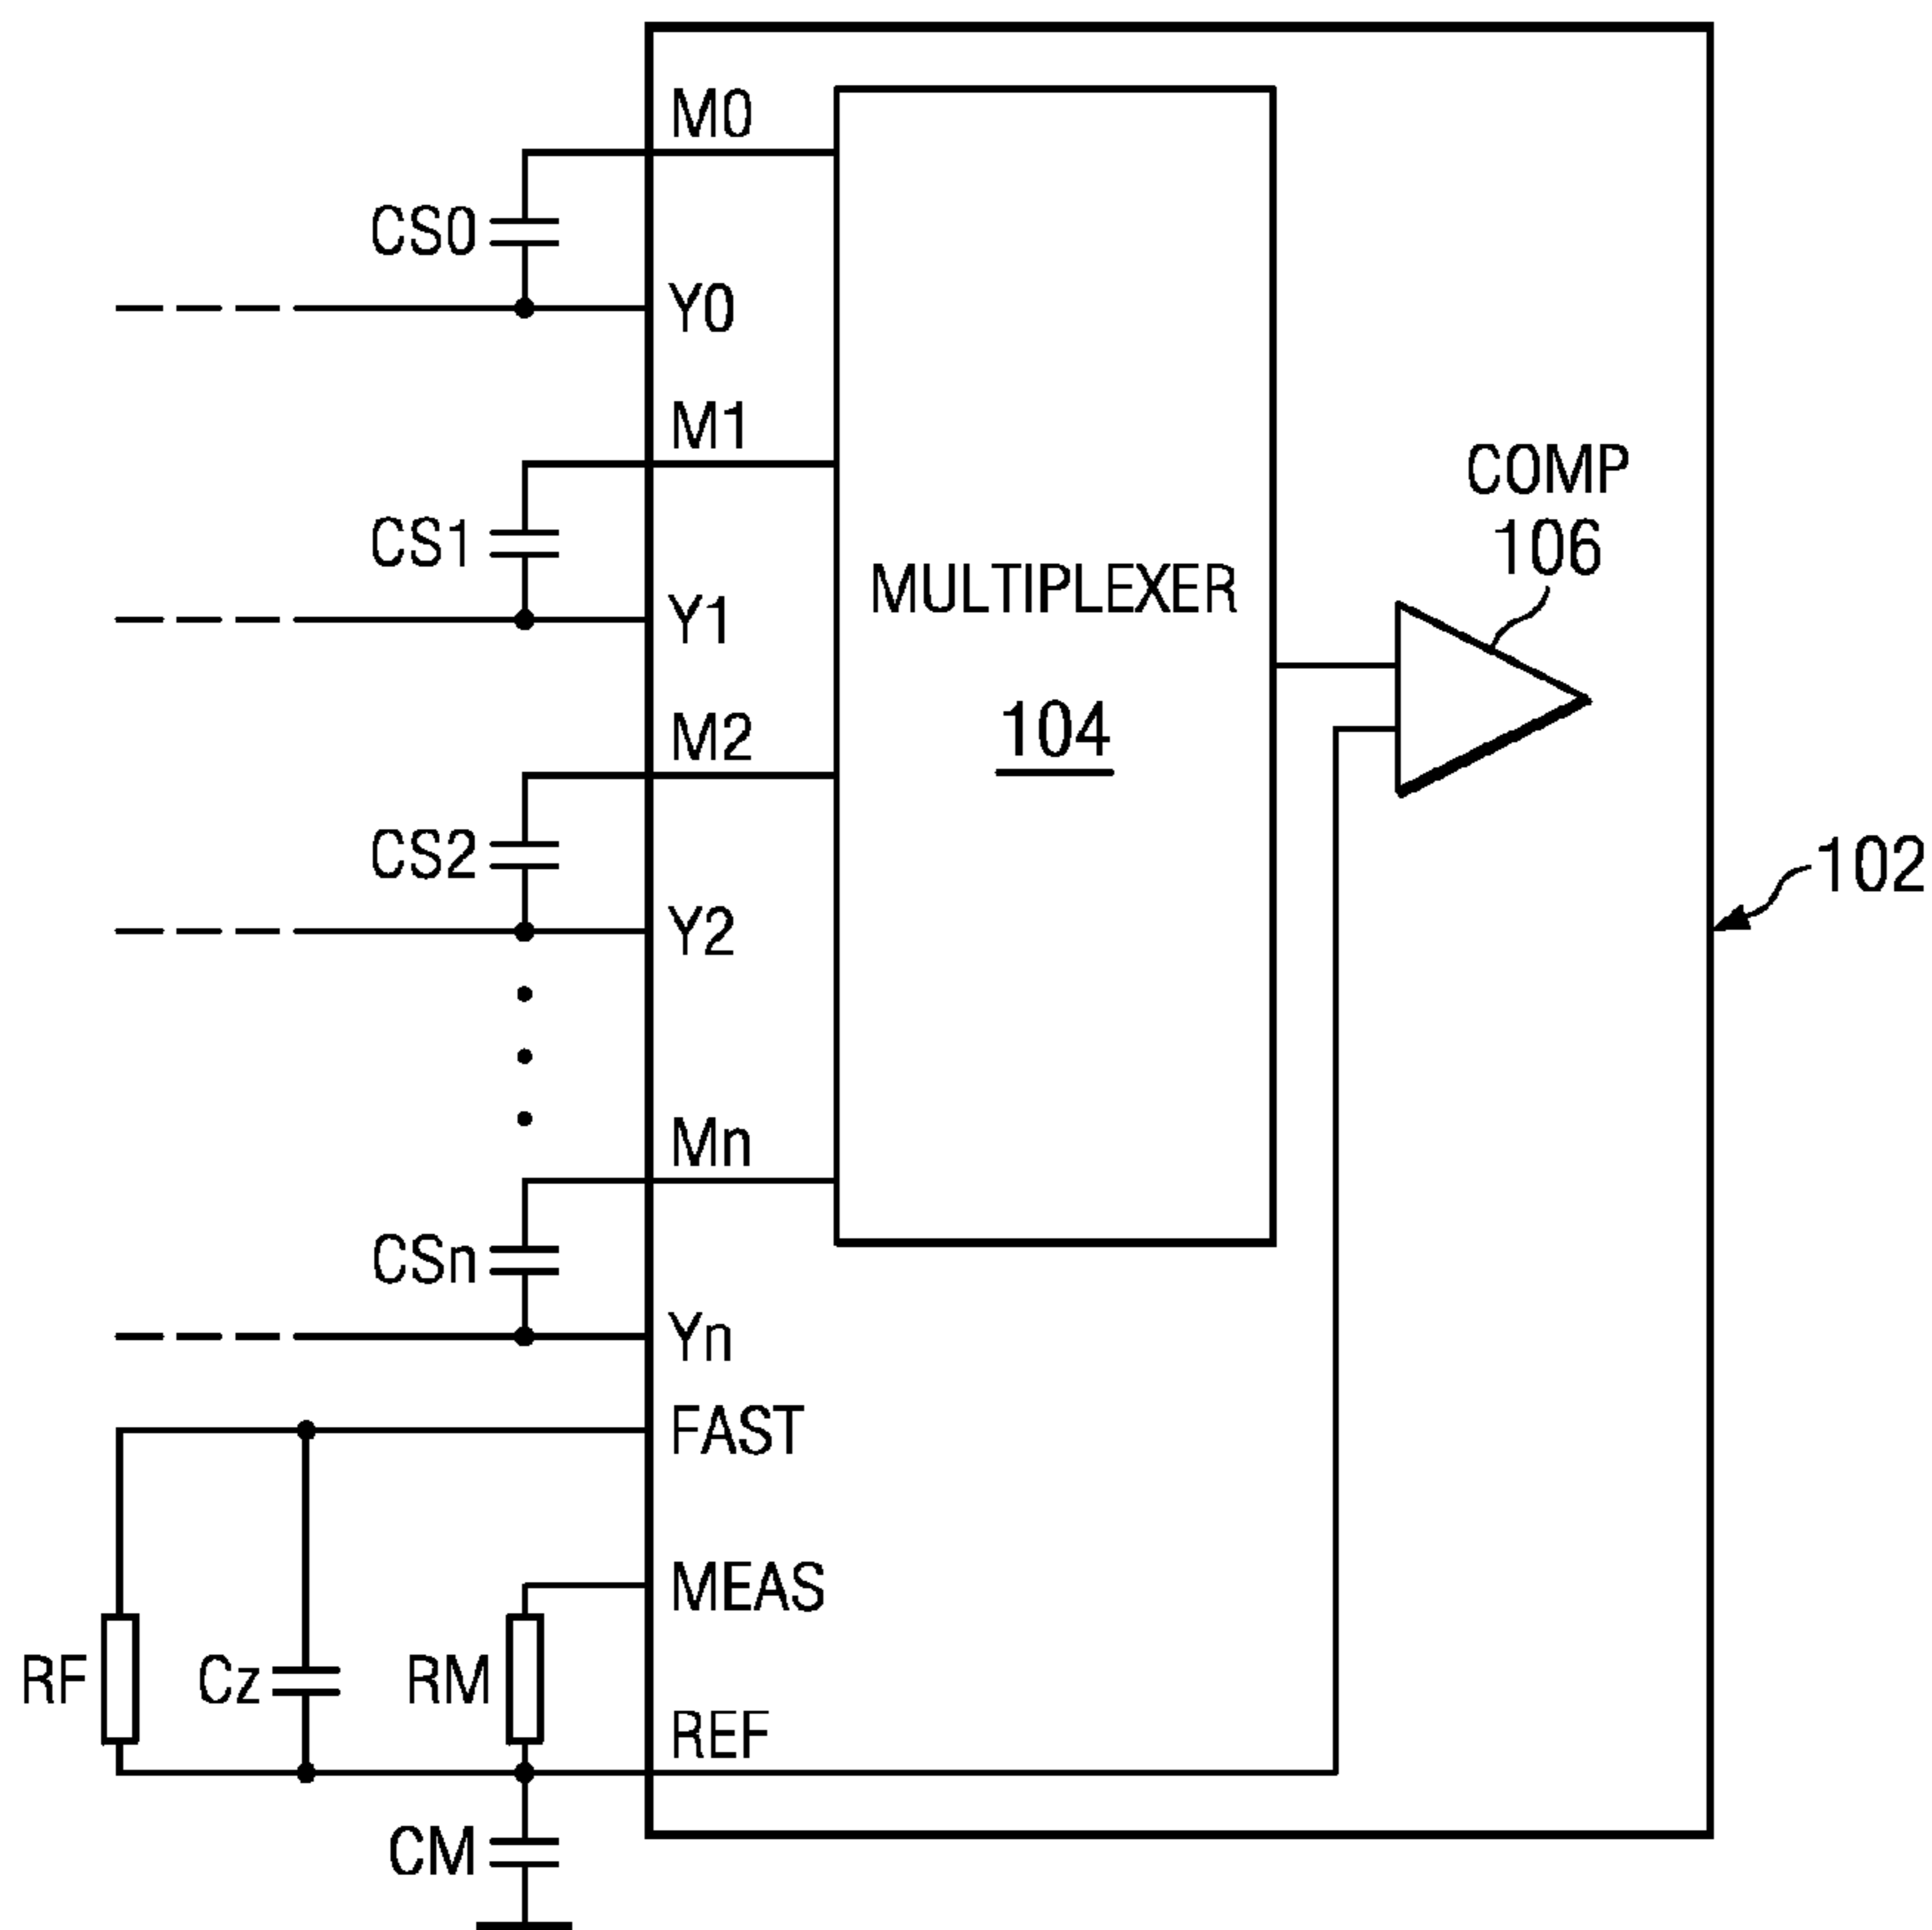 M0
CS0
Y0
M1
CS1
Y1
M2
CS2
Y2
Mn
CSn
Yn
MULTIPLEXER
104
COMP
106
102
FAST
MEAS
RF
Cz
RM
REF
CM